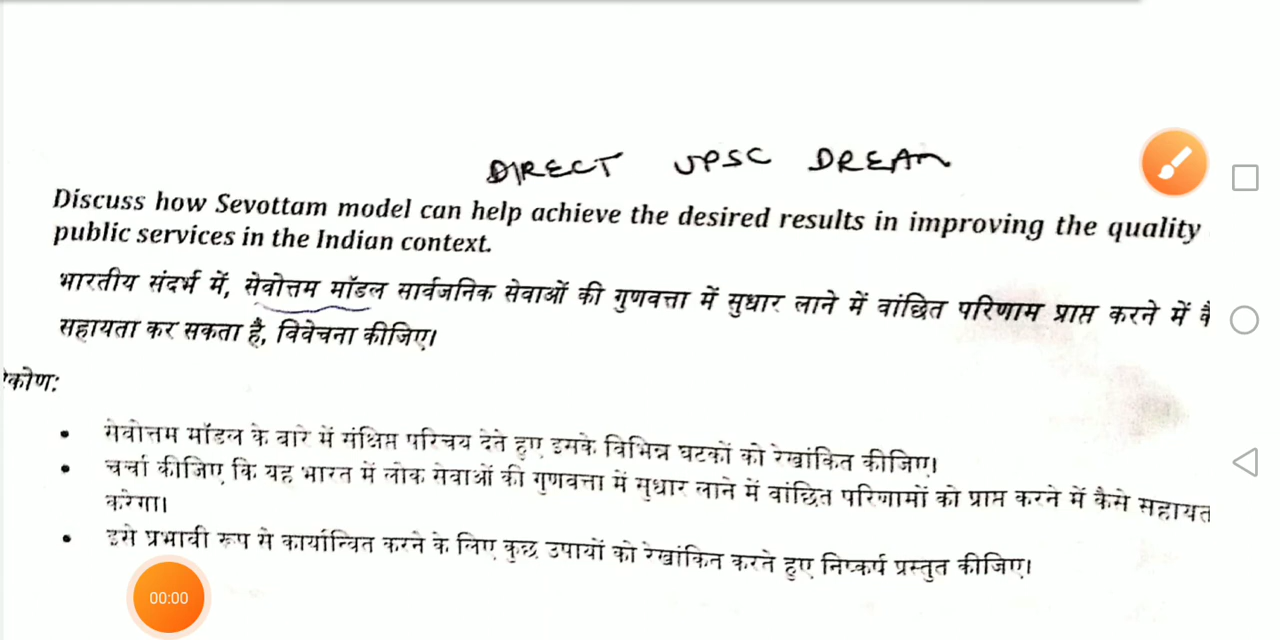 DIRECT UPSC DREAM
Discuss how Sevottam model can help achieve the desired results in improving the quality
public services in the Indian context.
भारतीय संदर्भ में, सेवोत्तम मॉडल सार्वजनिक सेवाओं की गुणवत्ता में सुधार लाने में वांछित परिणाम प्राप्त करने में
सहायता कर सकता है, विवेचना कीजिए।
कोण:
• सेवोत्तम मॉडल के बारे में संक्षिप्त परिचय देते हुए इसके विभिन्न घटकों को रेखांकित कीजिए।
• चर्चा कीजिए कि यह भारत में लोक सेवाओं की गुणवत्ता में सुधार लाने में वांछित परिणामों को प्राप्त करने में कैसे सहायत
करेगा।
• इसे प्रभावी रूप से कार्यान्वित करने के लिए कुछ उपायों को रेखांकित करते हुए निष्कर्ष प्रस्तुत कीजिए।
00:00